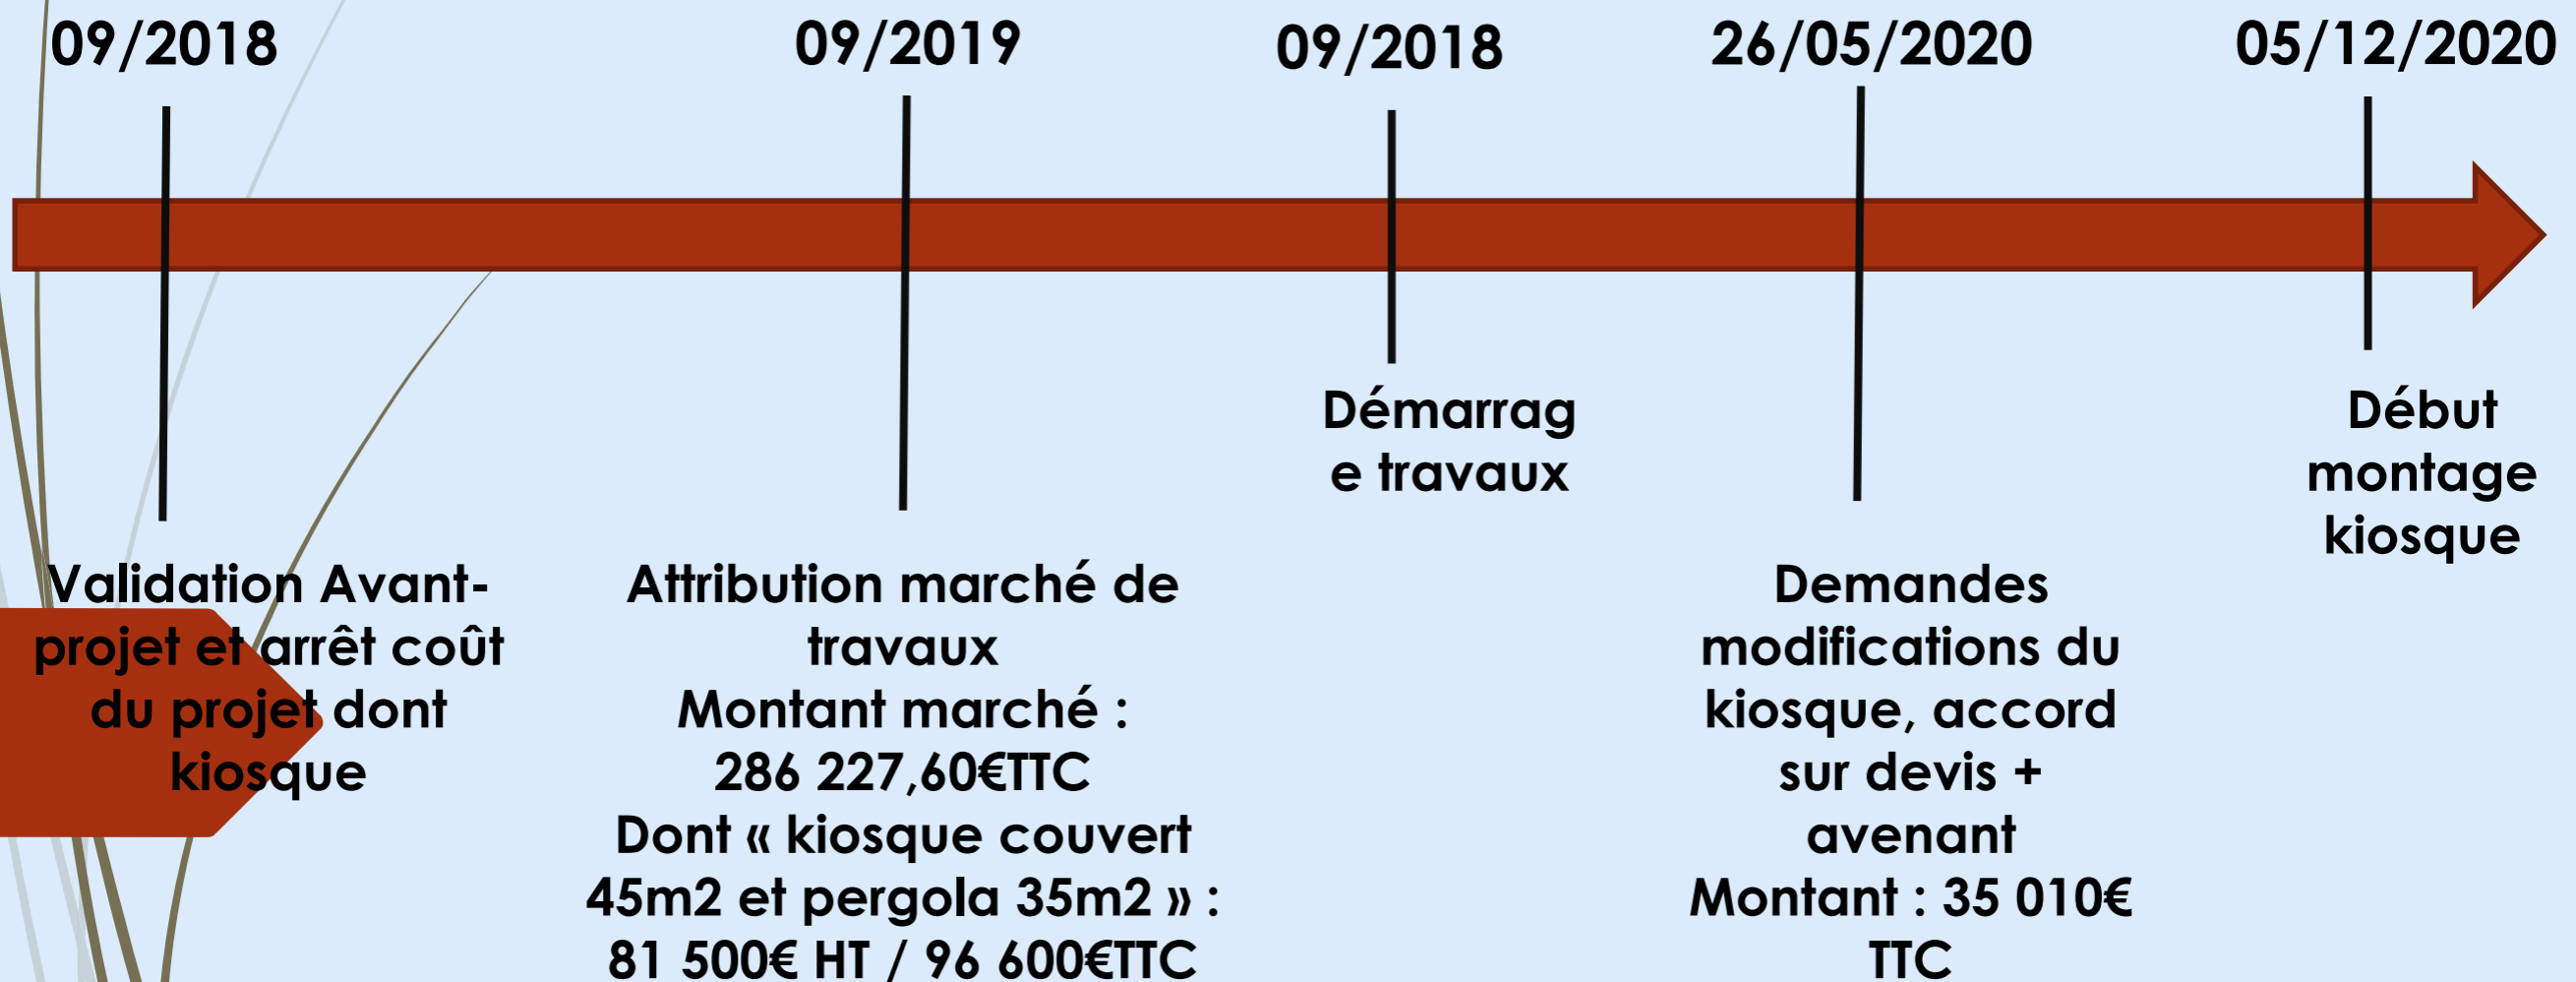 09/2018
09/2019
09/2018
26/05/2020
05/12/2020
Validation Avant-
projet et arrêt coût
du projet dont
kiosque
Attribution marché de
travaux
Montant marché :
286 227,60€TTC
Dont « kiosque couvert
45m2 et pergola 35m2 » :
81 500€ HT / 96 600€TTC
Démarrag
e travaux
Demandes
modifications du
kiosque, accord
sur devis +
avenant
Montant : 35 010€
TTC
Début
montage
kiosque